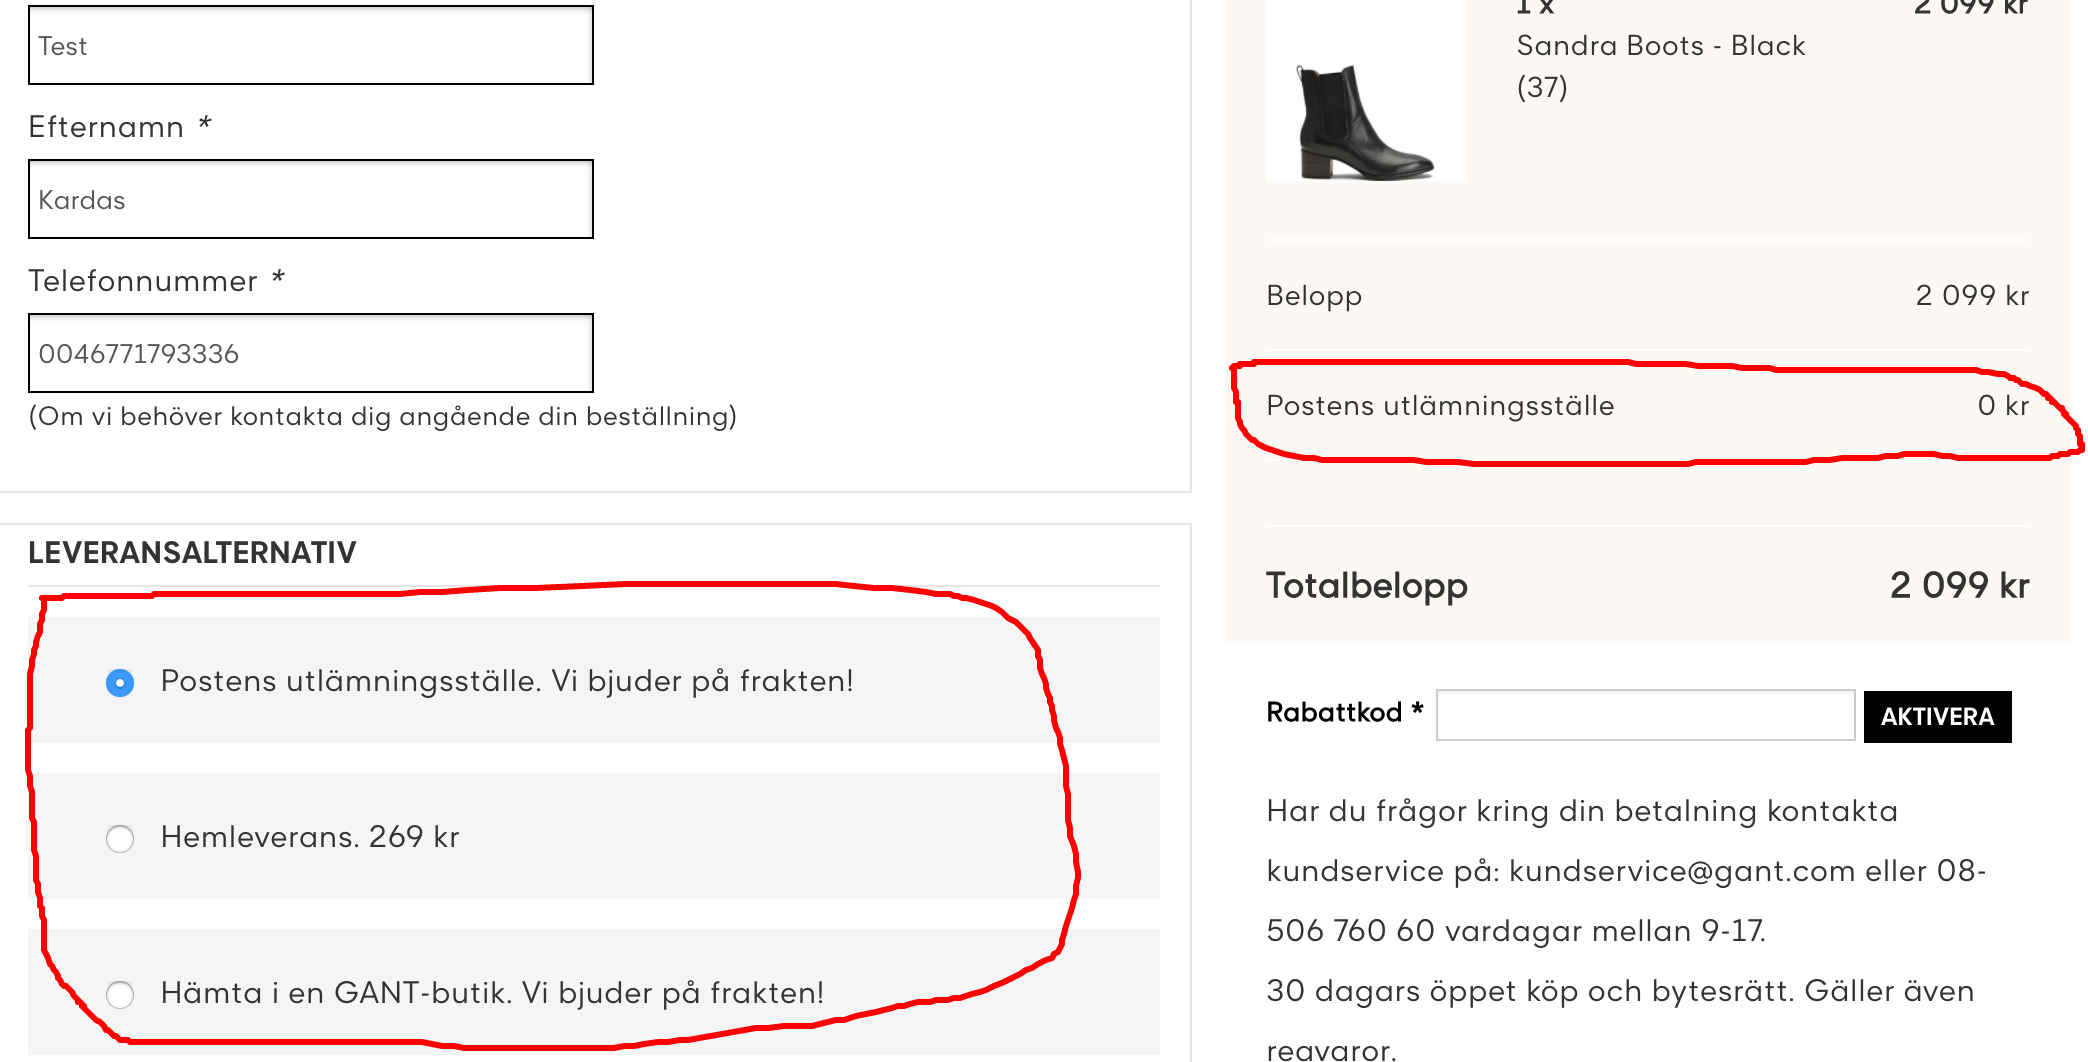 Test
Efternamn *
Kardas
Telefonnummer *
0046771793336
(Om vi behöver kontakta dig angående din beställning)
LEVERANSALTERNATIV
Postens utlämningsställe. Vi bjuder på frakten!
Hemleverans. 269 kr
Hämta i en GANT-butik. Vi bjuder på frakten!
1 x 2 099 kr
Sandra Boots - Black
(37)
Belopp 2 099 kr
Postens utlämningsställe 0 kr
Totalbelopp 2 099 kr
Rabattkod * AKTIVERA
Har du frågor kring din betalning kontakta
kundservice på: kundservice@gant.com eller 08-
506 760 60 vardagar mellan 9-17.
30 dagars öppet köp och bytesrätt. Gäller även
reavaror.